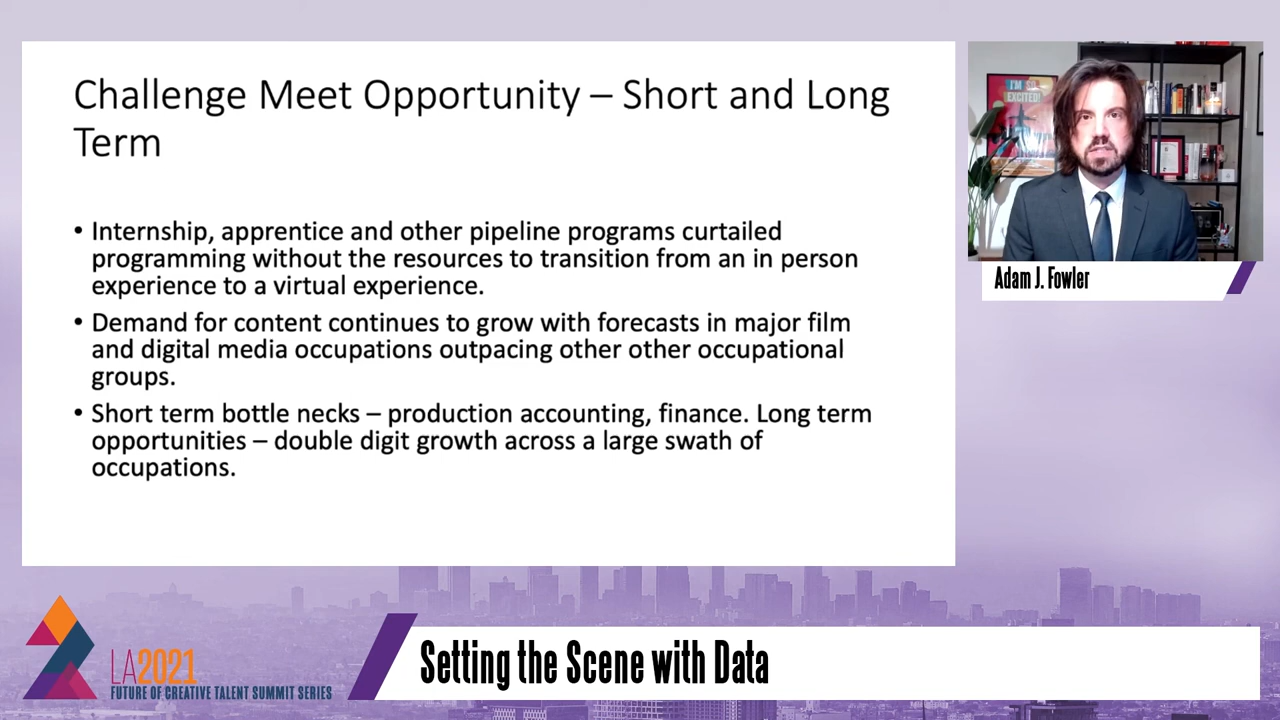 Challenge Meet Opportunity – Short and Long
Term
• Internship, apprentice and other pipeline programs curtailed
programming without the resources to transition from an in person
experience to a virtual experience.
• Demand for content continues to grow with forecasts in major film
and digital media occupations outpacing other other occupational
groups.
• Short term bottle necks – production accounting, finance. Long term
opportunities – double digit growth across a large swath of
occupations.
I'M SO
EXCITED!
Adam J. Fowler
LA2021
FUTURE OF CREATIVE TALENT SUMMIT SERIES
Setting the Scene with Data